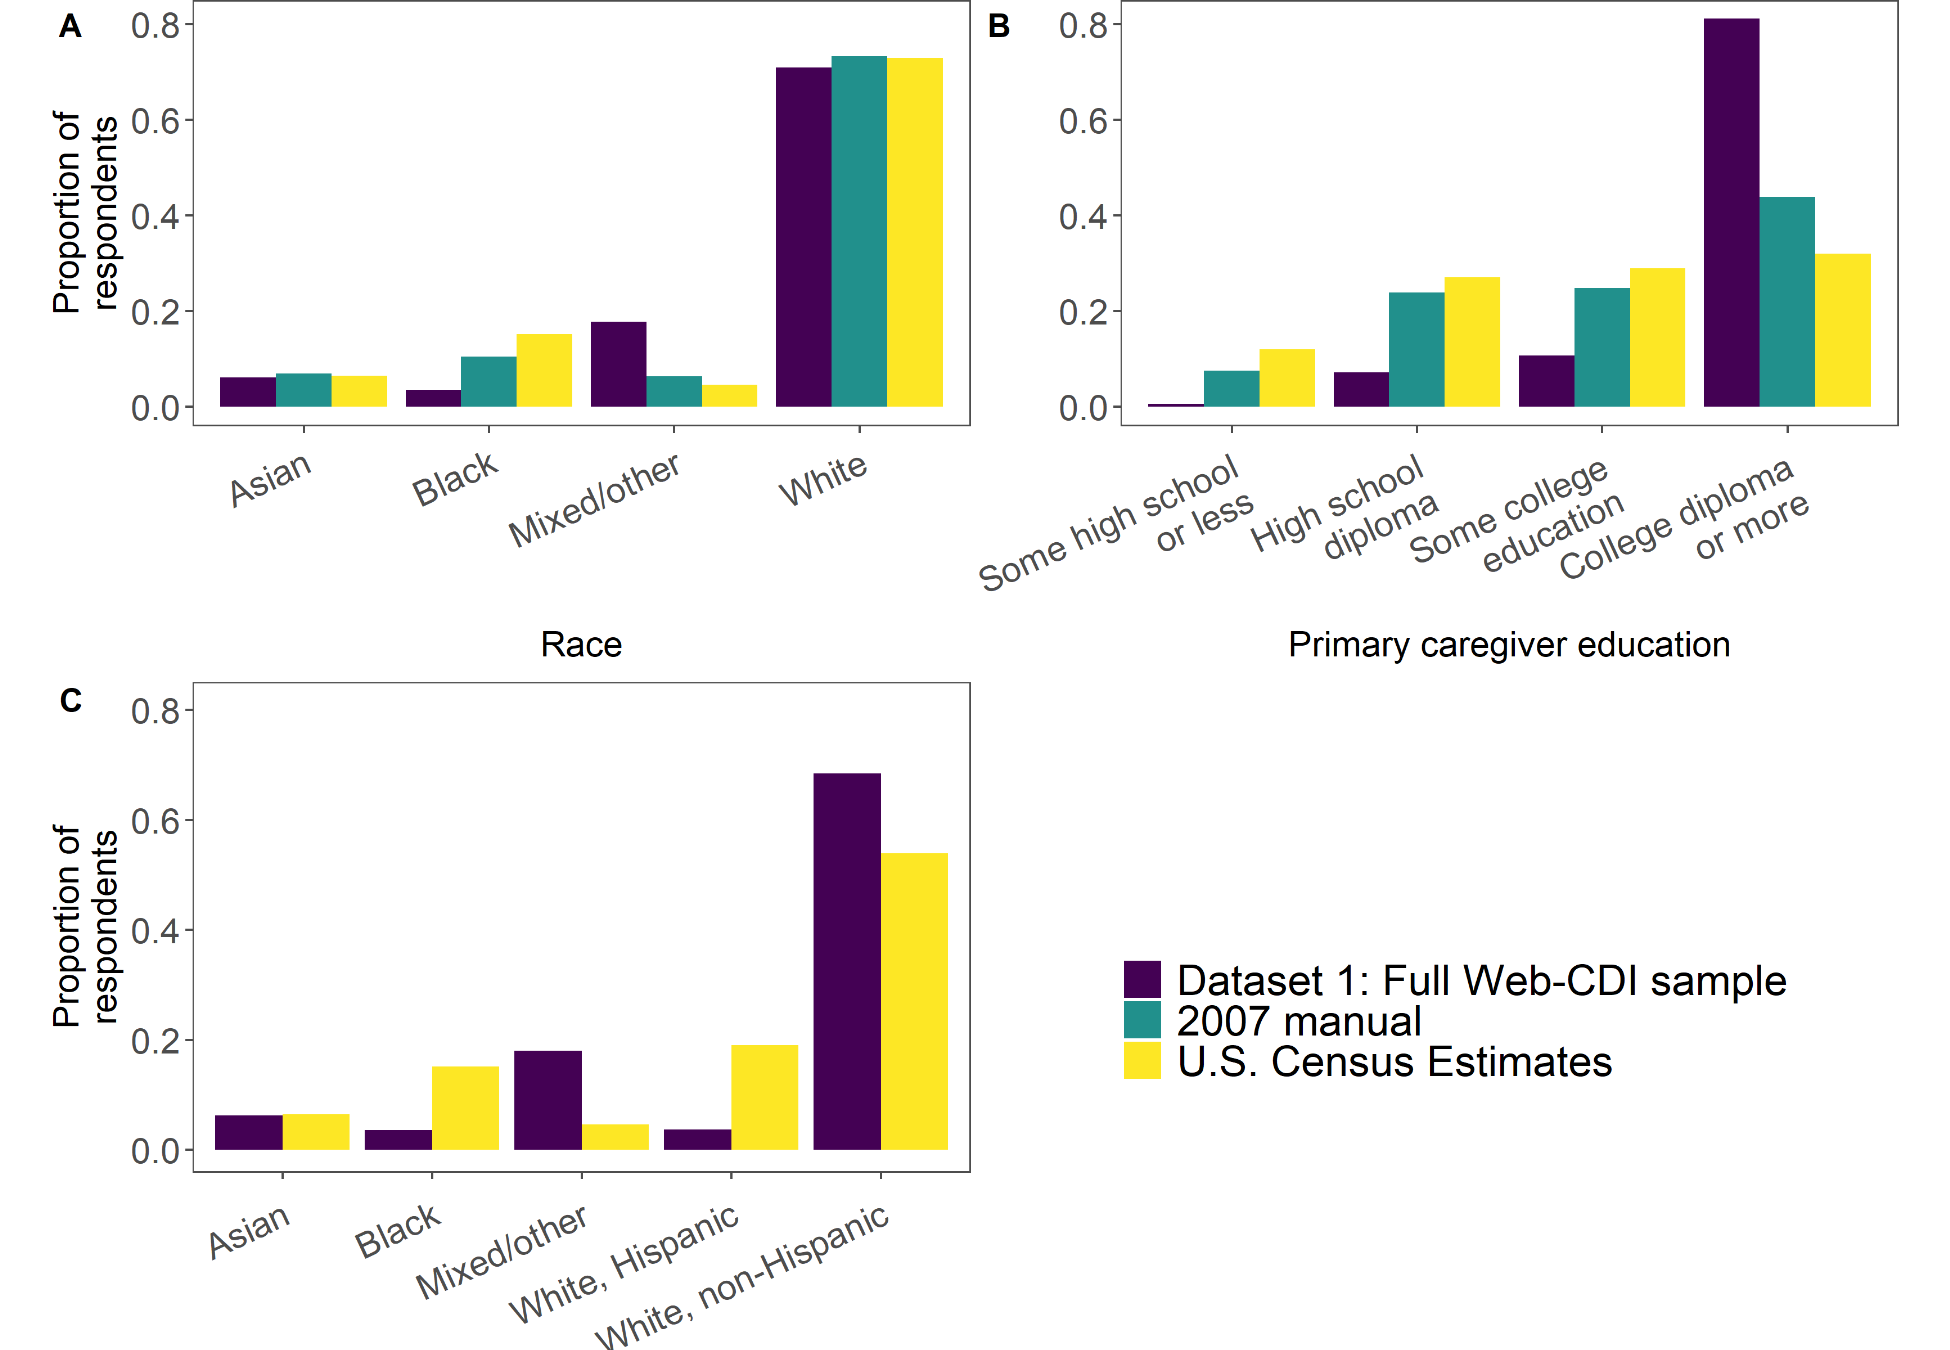 A
Proportion of
respondents
0.8
0.6
0.4
0.2
0.0
Asian
Black
Mixed/other
White
Race
B
0.8
0.6
0.4
0.2
0.0
Some high school
or less
High school
diploma
Some college
education
College diploma
or more
Primary caregiver education
C
Proportion of
respondents
0.8
0.6
0.4
0.2
0.0
Asian
Black
Mixed/other
White, Hispanic
White, non-Hispanic
Dataset 1: Full Web-CDI sample
2007 manual
U.S. Census Estimates